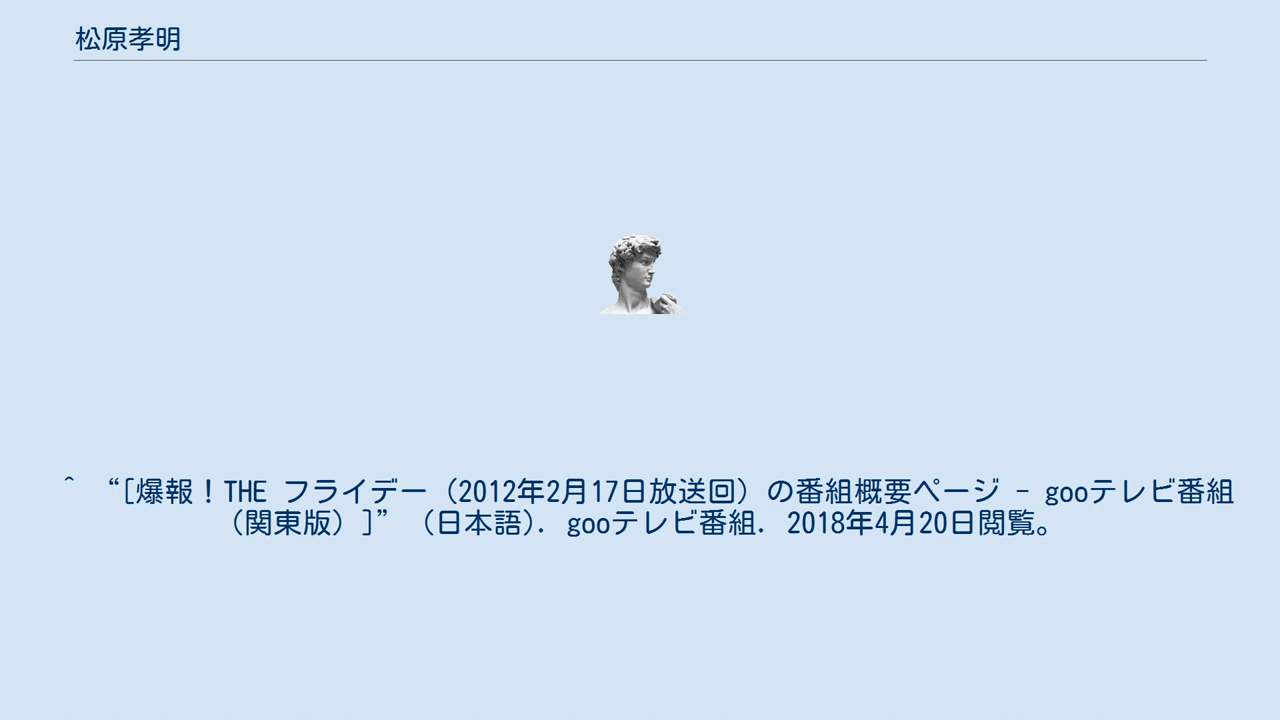 松原孝明
^ “[爆報！THE フライデー（2012年2月17日放送回）の番組概要ページ - gooテレビ番組
（関東版）]” （日本語）. gooテレビ番組. 2018年4月20日閲覧。